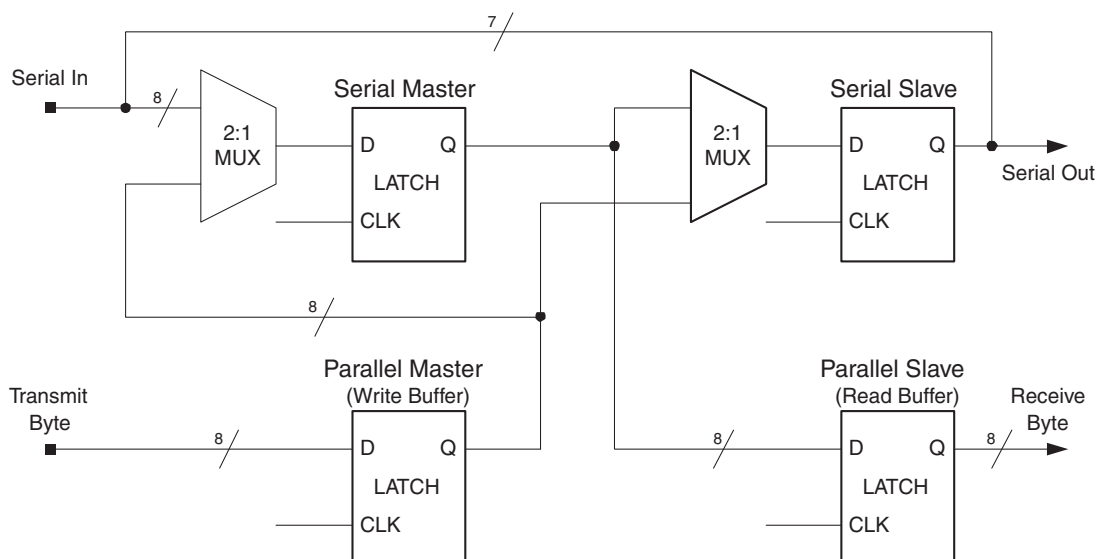 7
Serial In
8
2:1
MUX
Serial Master
D Q
LATCH
CLK
2:1
MUX
Serial Slave
D Q
LATCH
CLK
Serial Out
8
Transmit
Byte
8
Parallel Master
(Write Buffer)
D Q
LATCH
CLK
8
Parallel Slave
(Read Buffer)
D Q
LATCH
CLK
8
Receive
Byte